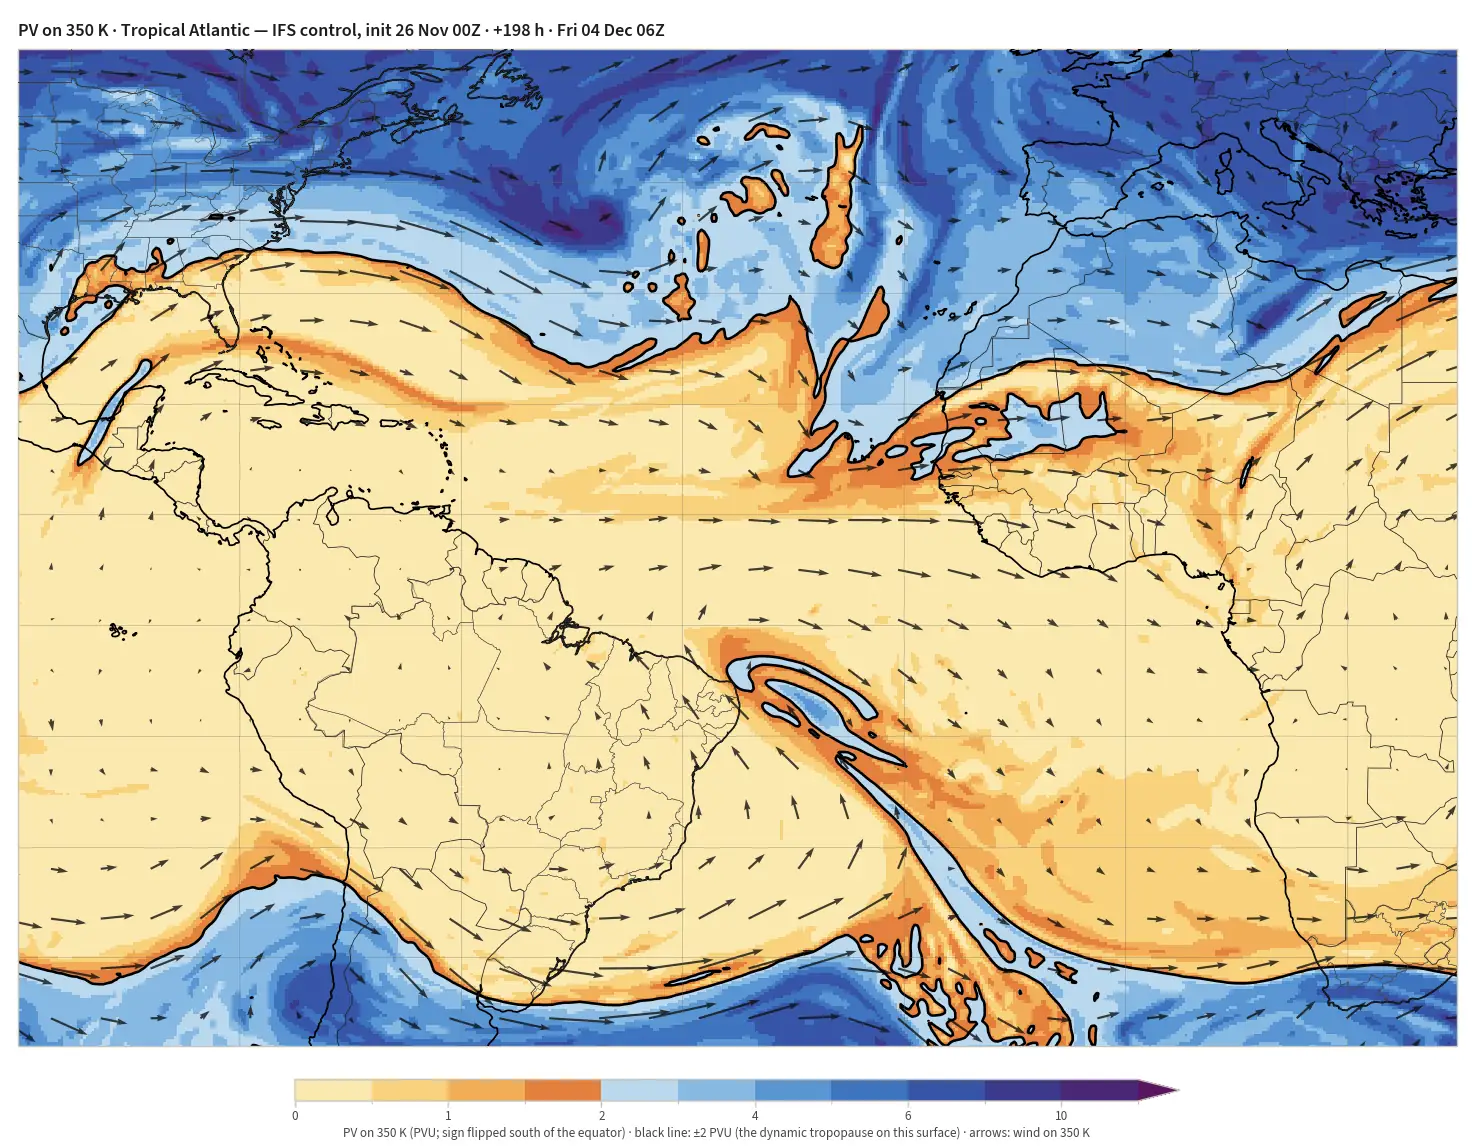 PV on 350 K · Tropical Atlantic — IFS control, init 26 Nov 00Z · +198 h · Fri 04 Dec 06Z
0 1 2 4 6 10
PV on 350 K (PVU; sign flipped south of the equator) · black line: ±2 PVU (the dynamic tropopause on this surface) · arrows: wind on 350 K